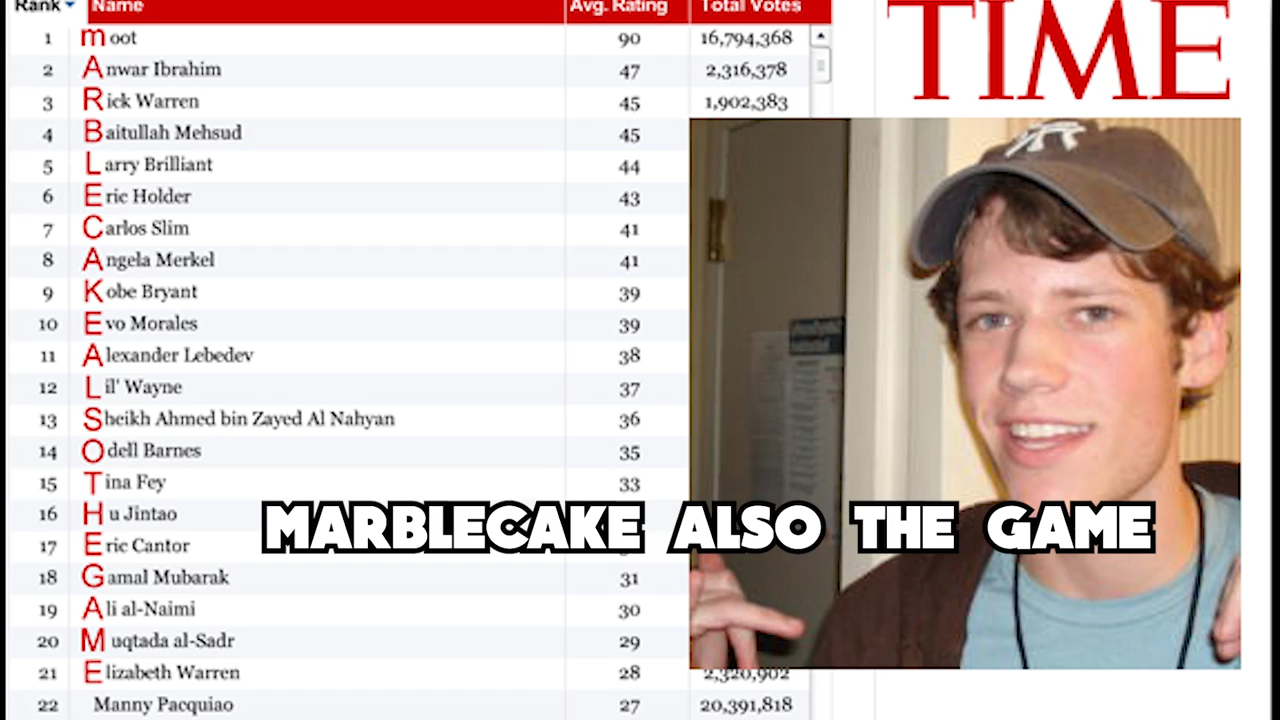 Rank Name Avg. Rating Total Votes
TIME
1 moot 90 16,794,368
2 Anwar Ibrahim 47 2,316,378
3 Rick Warren 45 1,902,383
4 Baitullah Mehsud 45
5 Larry Brilliant 44
6 Eric Holder 43
7 Carlos Slim 41
8 Angela Merkel 41
9 Kobe Bryant 39
10 Evo Morales 39
11 Alexander Lebedev 38
12 Lil' Wayne 37
13 Sheikh Ahmed bin Zayed Al Nahyan 36
14 Odell Barnes 35
15 Tina Fey 33
16 Hu Jintao
MARBLECAKE ALSO THE GAME
17 Eric Cantor
18 Gamal Mubarak 31
19 Ali al-Naimi 30
20 Muqtada al-Sadr 29
21 Elizabeth Warren 28 2,320,902
22 Manny Pacquiao 27 20,391,818